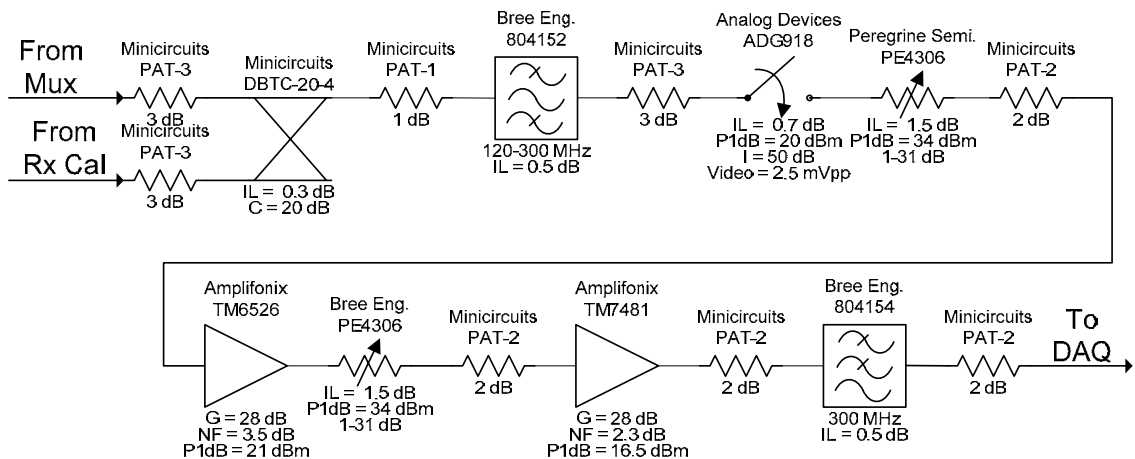 From
Mux
Minicircuits
PAT-3
3 dB
From
Rx Cal
Minicircuits
PAT-3
3 dB
Minicircuits
DBTC-20-4
IL = 0.3 dB
C = 20 dB
Minicircuits
PAT-1
1 dB
Bree Eng.
804152
120-300 MHz
IL = 0.5 dB
Minicircuits
PAT-3
3 dB
Analog Devices
ADG918
IL = 0.7 dB
P1dB = 20 dBm
I = 50 dB
Video = 2.5 mVpp
Peregrine Semi.
PE4306
IL = 1.5 dB
P1dB = 34 dBm
1-31 dB
Minicircuits
PAT-2
2 dB
Amplifonix
TM6526
G = 28 dB
NF = 3.5 dB
P1dB = 21 dBm
Bree Eng.
PE4306
IL = 1.5 dB
P1dB = 34 dBm
1-31 dB
Minicircuits
PAT-2
2 dB
Amplifonix
TM7481
G = 28 dB
NF = 2.3 dB
P1dB = 16.5 dBm
Minicircuits
PAT-2
2 dB
Bree Eng.
804154
300 MHz
IL = 0.5 dB
Minicircuits
PAT-2
2 dB
To
DAQ